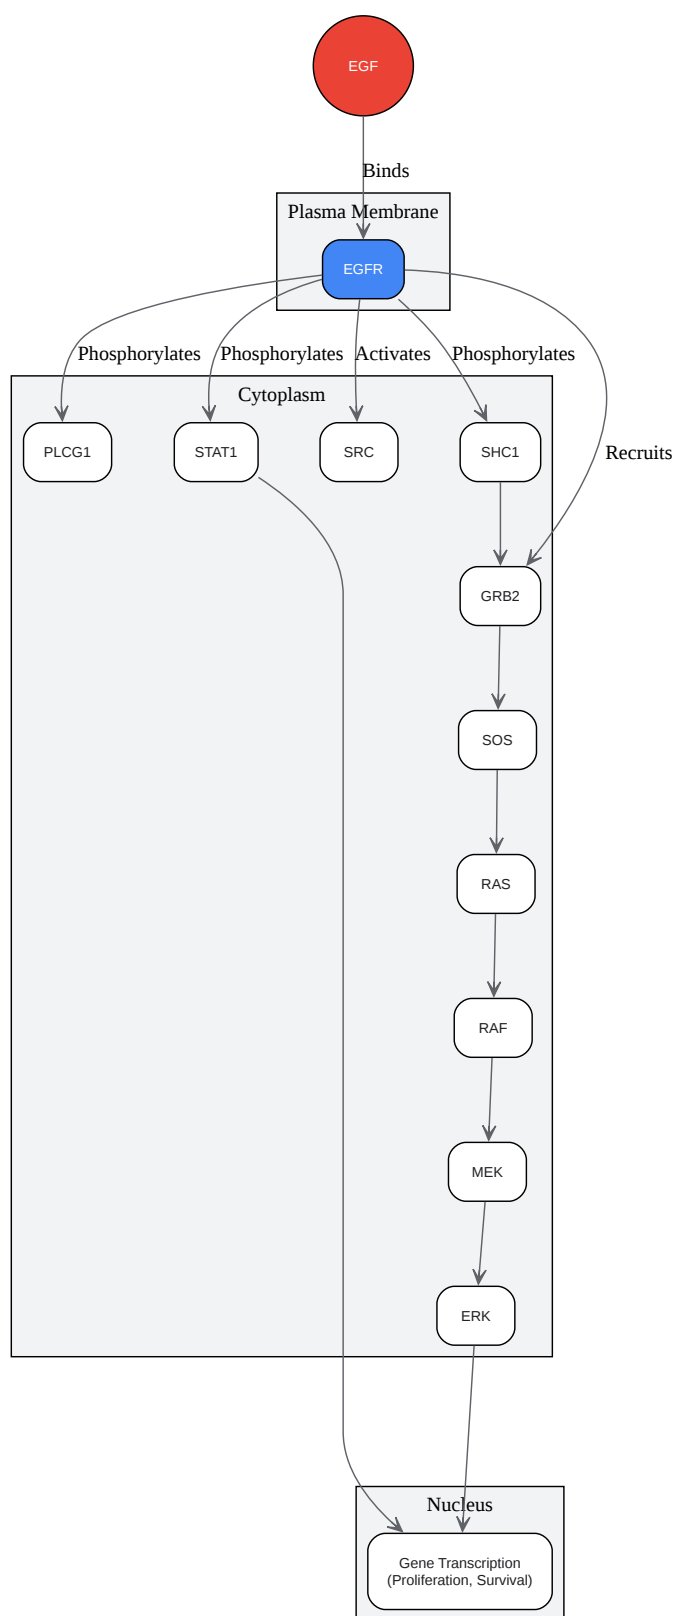 EGF
Binds
Plasma Membrane
EGFR
Phosphorylates
Phosphorylates
Activates
Phosphorylates
Cytoplasm
PLCG1
STAT1
SRC
SHC1
Recruits
GRB2
SOS
RAS
RAF
MEK
ERK
Nucleus
Gene Transcription
(Proliferation, Survival)